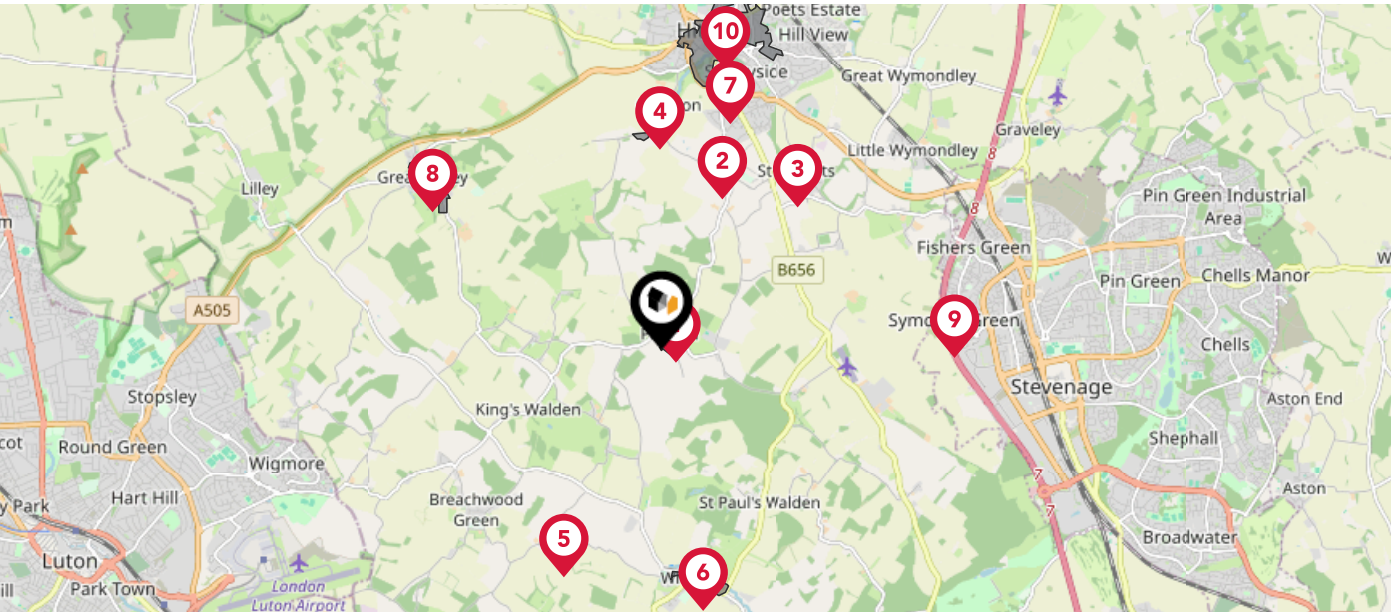 Poets Estate
Hill View
10
7
Great Wymondley
4
Graveley
8
2
Little Wymondley
3
8
Lilley
Pin Green Industrial
Area
8
Fishers Green
B656
Pin Green
Chells Manor
A505
9
Chells
Stevenage
Stopsley
King's Walden
Aston End
Round Green
Shephall
Wigmore
7
Hart Hill
Breachwood
Green
St Paul's Walden
Aston
7
Broadwater
5
Luton
London
Luton Airport
Park Town
6